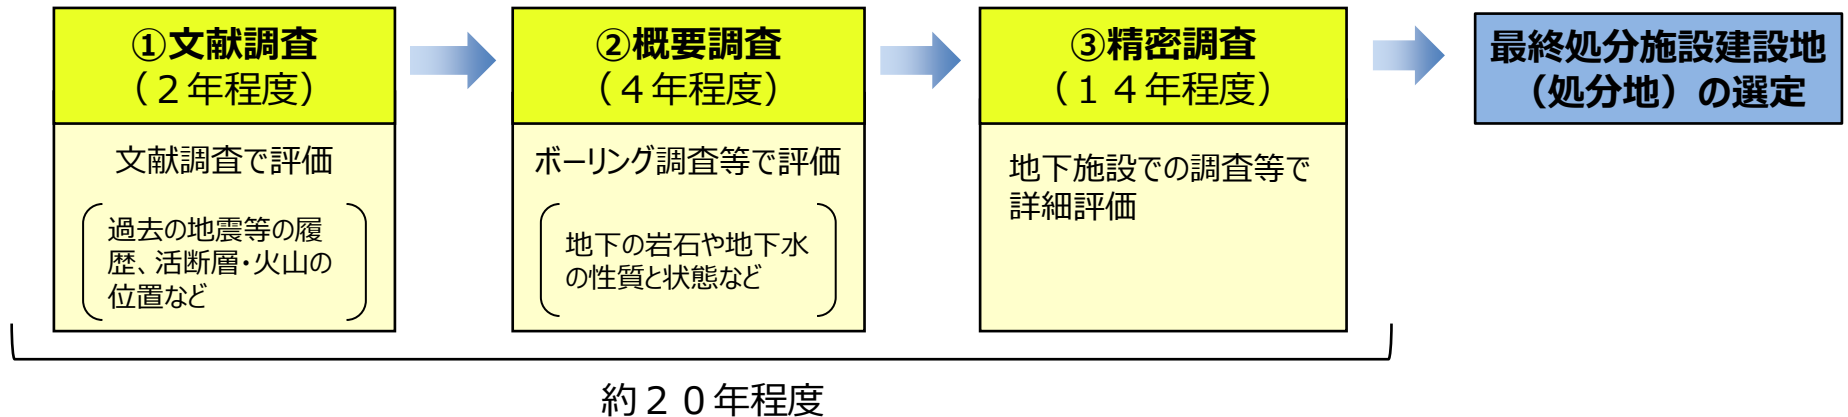 ①文献調査
（２年程度）
文献調査で評価
過去の地震等の履
歴、活断層・火山の
位置など
②概要調査
（４年程度）
ボーリング調査等で評価
地下の岩石や地下水
の性質と状態など
③精密調査
（１４年程度）
地下施設での調査等で
詳細評価
最終処分施設建設地
（処分地）の選定
約２０年程度